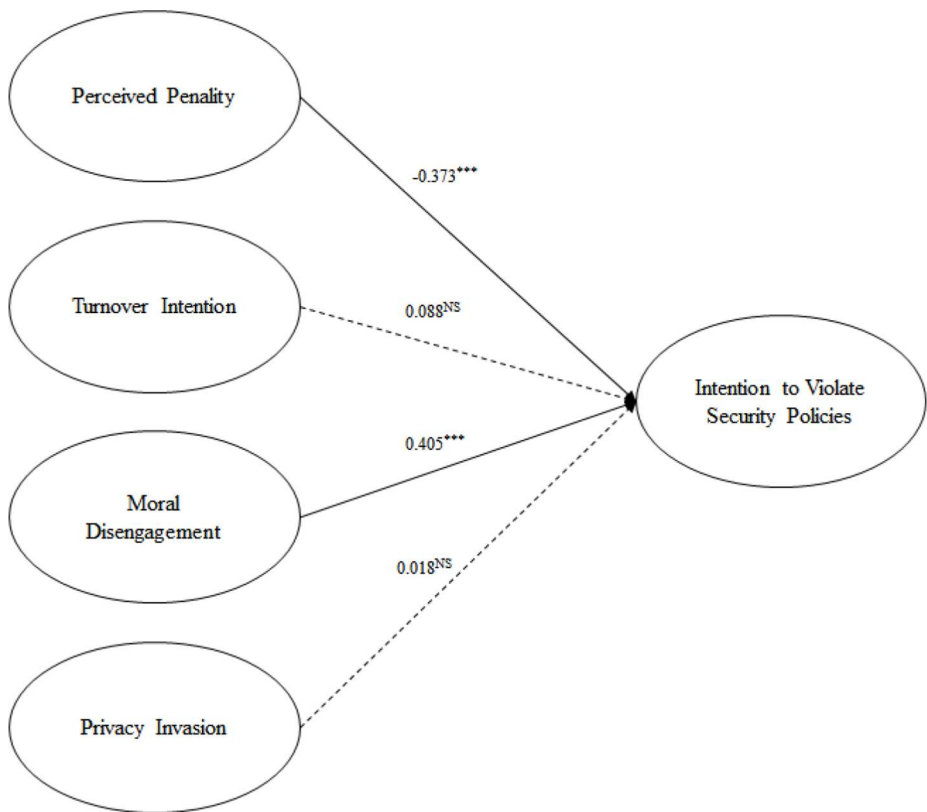 Perceived Penality
-0.373***
Turnover Intention
0.088NS
Intention to Violate
Security Policies
0.405***
Moral
Disengagement
0.018NS
Privacy Invasion